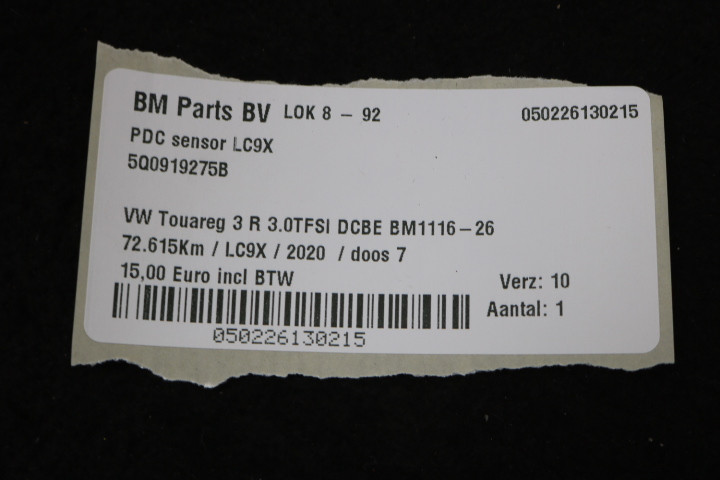 BM Parts BV LOK 8 - 92 050226130215
PDC sensor LC9X
5Q0919275B
VW Touareg 3 R 3.0TFSI DCBE BM1116-26
72.615Km / LC9X / 2020 / doos 7
15,00 Euro incl BTW Verz: 10
Aantal: 1
050226130215